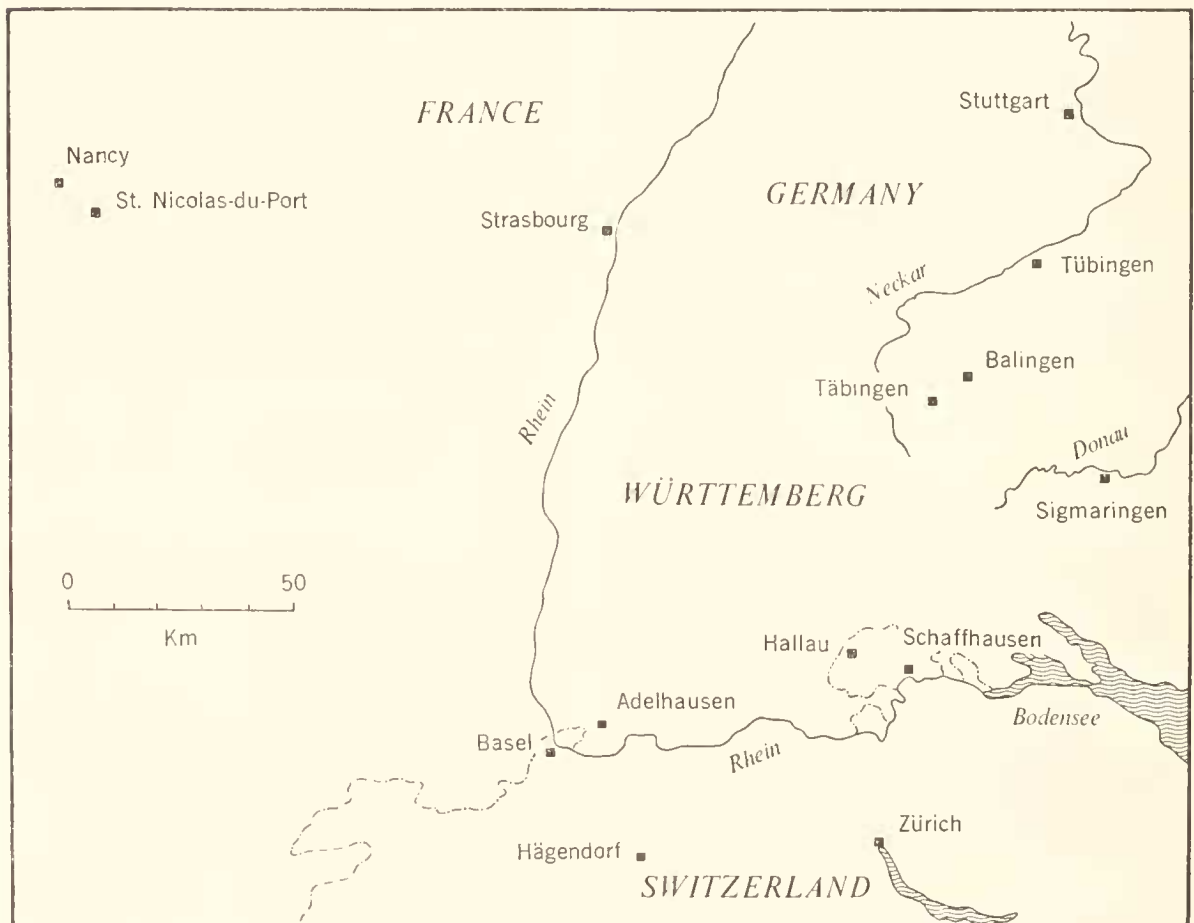 FRANCE
Stuttgart
Nancy
St. Nicolas-du-Port
GERMANY
Strasbourg
Tübingen
Neckar
Balingen
Täbingen
Rhein
Donau
WÜRTTEMBERG
Sigmaringen
0 50
Km
Hallau
Schaffhausen
Adelhausen
Bodensee
Basel
Rhein
Zürich
Hägendorf
SWITZERLAND